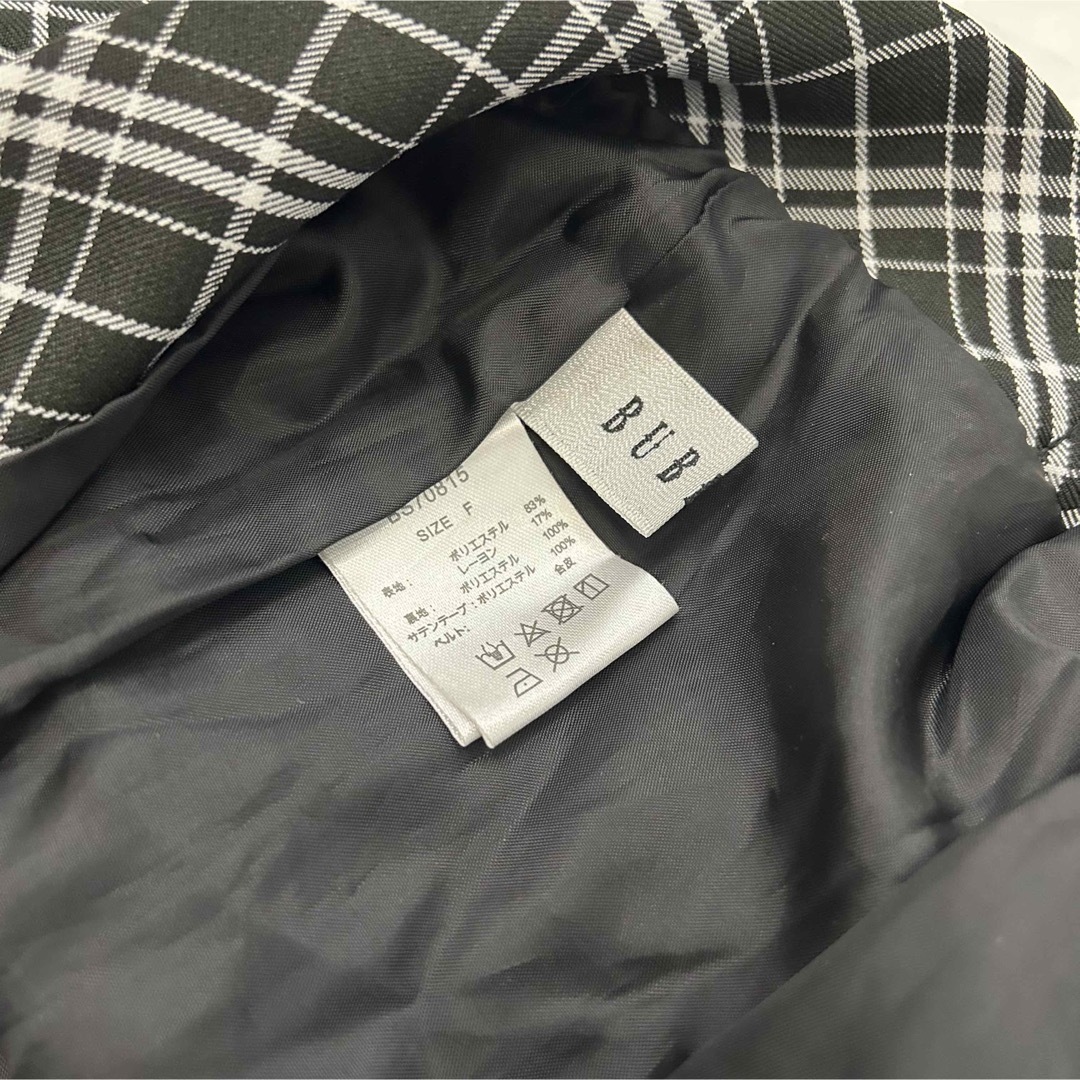 BUB
BS70815
SIZE F
表地： ポリエステル 83%
レーヨン 17%
裏地： ポリエステル 100%
サテンテープ：ポリエステル 100%
ベルト： 合皮